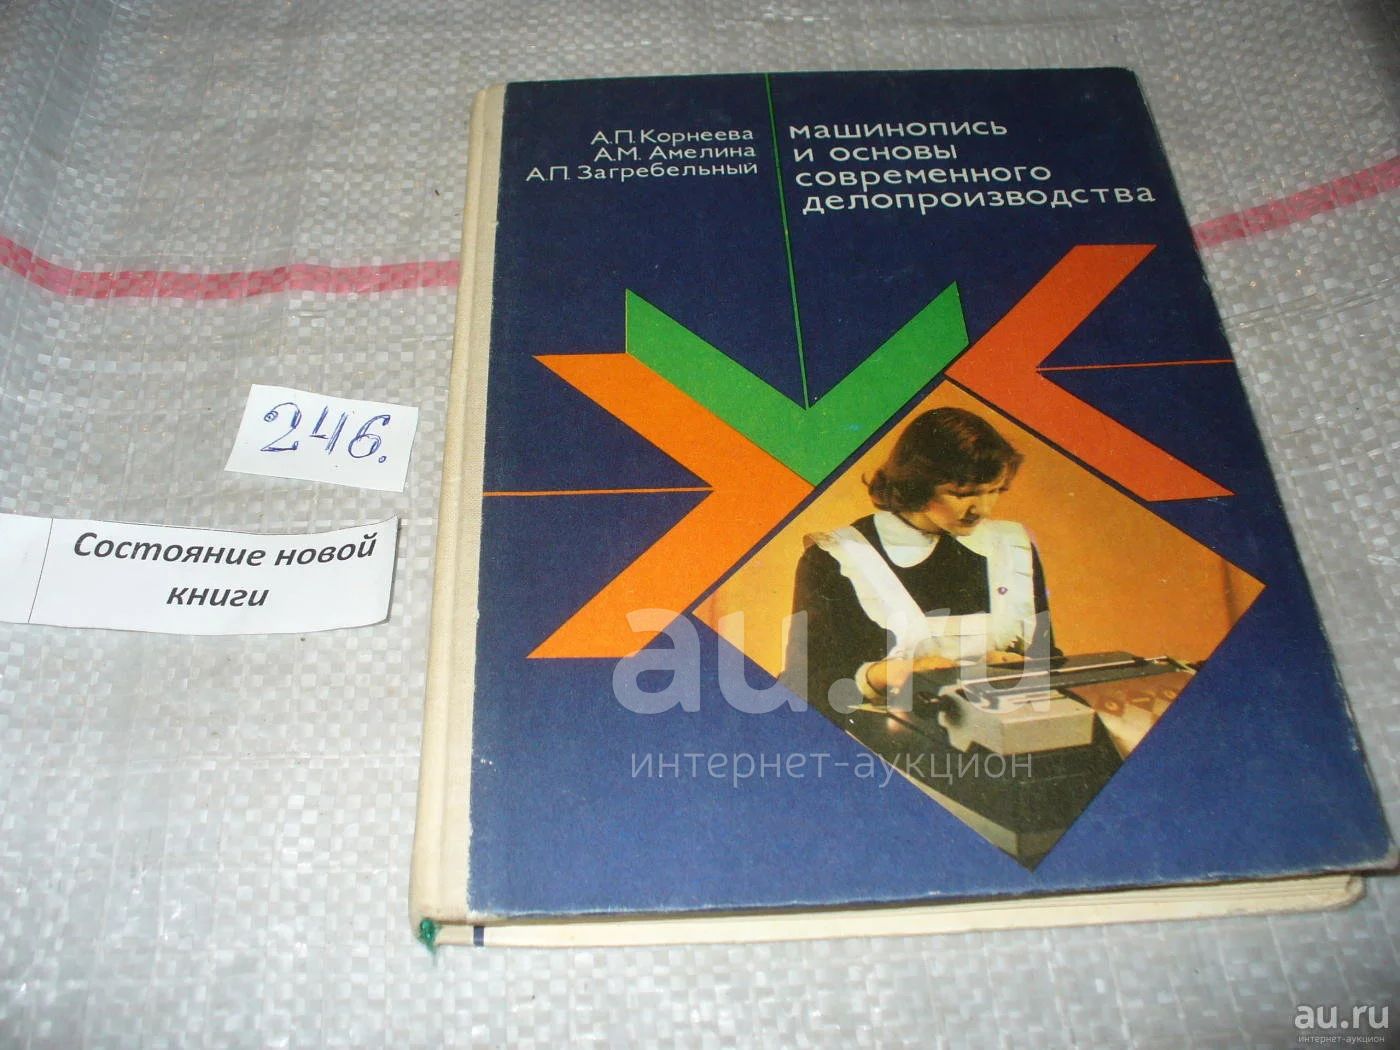 А.П. Корнеева
А.М. Амелина
А.П. Загребельный
машинопись
и основы
современного
делопроизводства
246.
Состояние новой
книги
au.ru
интернет-аукцион
au.ru
интернет-аукцион